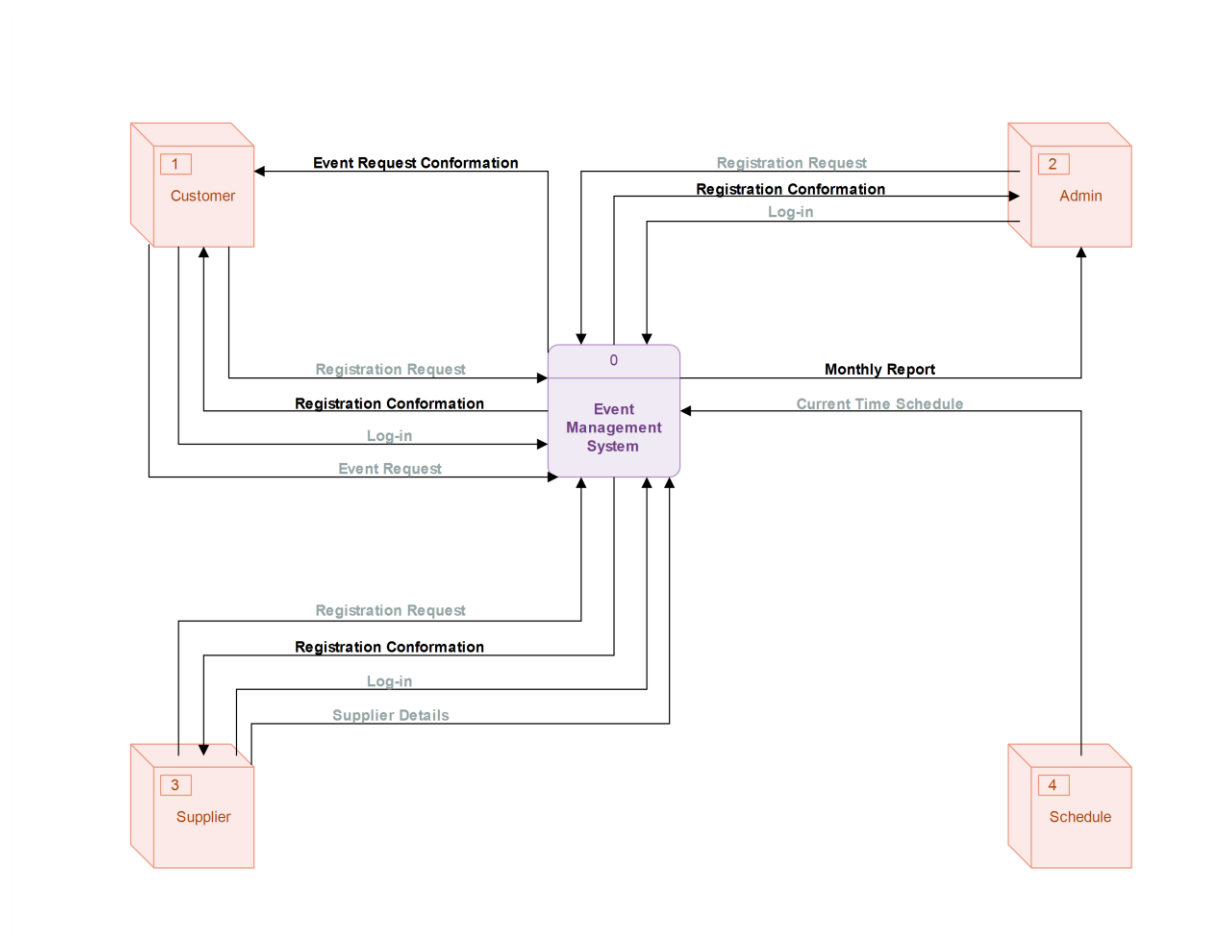 1
Customer
Event Request Conformation
Registration Request
Registration Conformation
Log-in
2
Admin
0
Event
Management
System
Registration Request
Registration Conformation
Log-in
Event Request
Monthly Report
Current Time Schedule
Registration Request
Registration Conformation
Log-in
Supplier Details
3
Supplier
4
Schedule